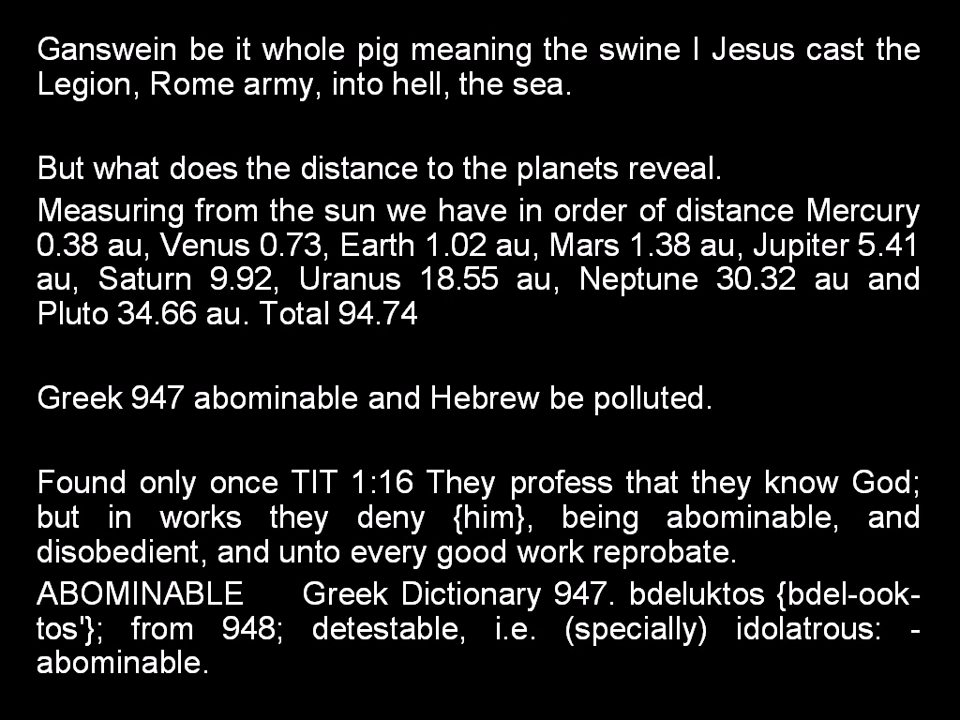 Ganswein be it whole pig meaning the swine I Jesus cast the
Legion, Rome army, into hell, the sea.
But what does the distance to the planets reveal.
Measuring from the sun we have in order of distance Mercury
0.38 au, Venus 0.73, Earth 1.02 au, Mars 1.38 au, Jupiter 5.41
au, Saturn 9.92, Uranus 18.55 au, Neptune 30.32 au and
Pluto 34.66 au. Total 94.74
Greek 947 abominable and Hebrew be polluted.
Found only once TIT 1:16 They profess that they know God;
but in works they deny {him}, being abominable, and
disobedient, and unto every good work reprobate.
ABOMINABLE Greek Dictionary 947. bdeluktos {bdel-ook-
tos'}; from 948; detestable, i.e. (specially) idolatrous: -
abominable.